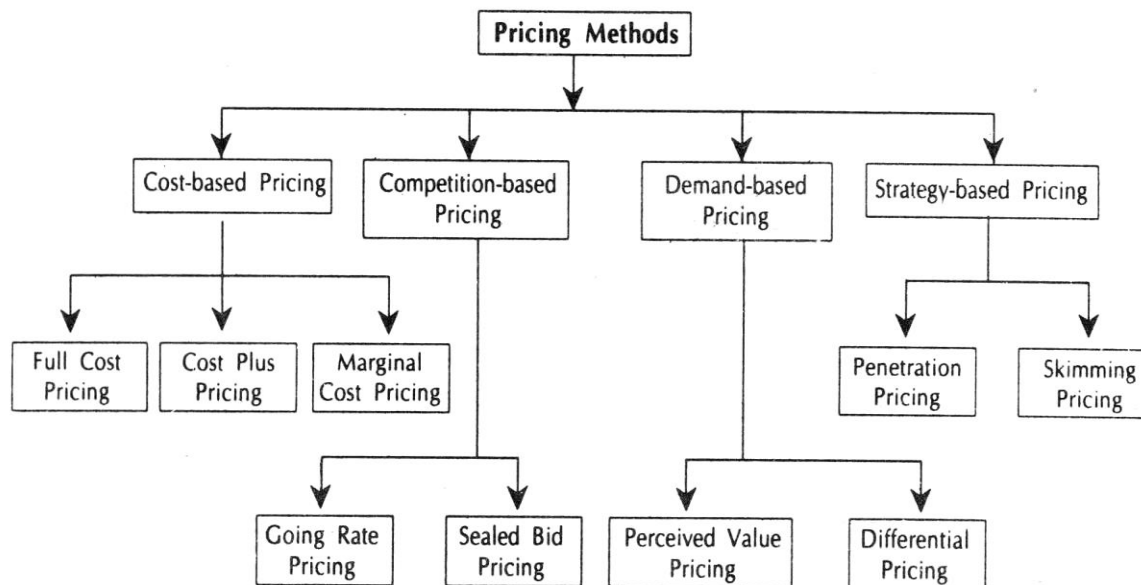 Pricing Methods
Cost-based Pricing
Competition-based
Pricing
Demand-based
Pricing
Strategy-based Pricing
Full Cost
Pricing
Cost Plus
Pricing
Marginal
Cost Pricing
Penetration
Pricing
Skimming
Pricing
Going Rate
Pricing
Sealed Bid
Pricing
Perceived Value
Pricing
Differential
Pricing